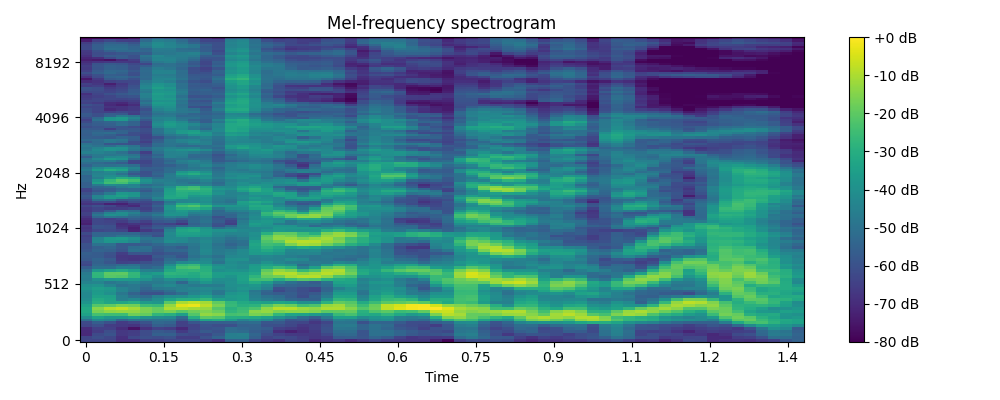 Mel-frequency spectrogram
Hz
8192
4096
2048
1024
512
0
0 0.15 0.3 0.45 0.6 0.75 0.9 1.1 1.2 1.4
Time
+0 dB
-10 dB
-20 dB
-30 dB
-40 dB
-50 dB
-60 dB
-70 dB
-80 dB